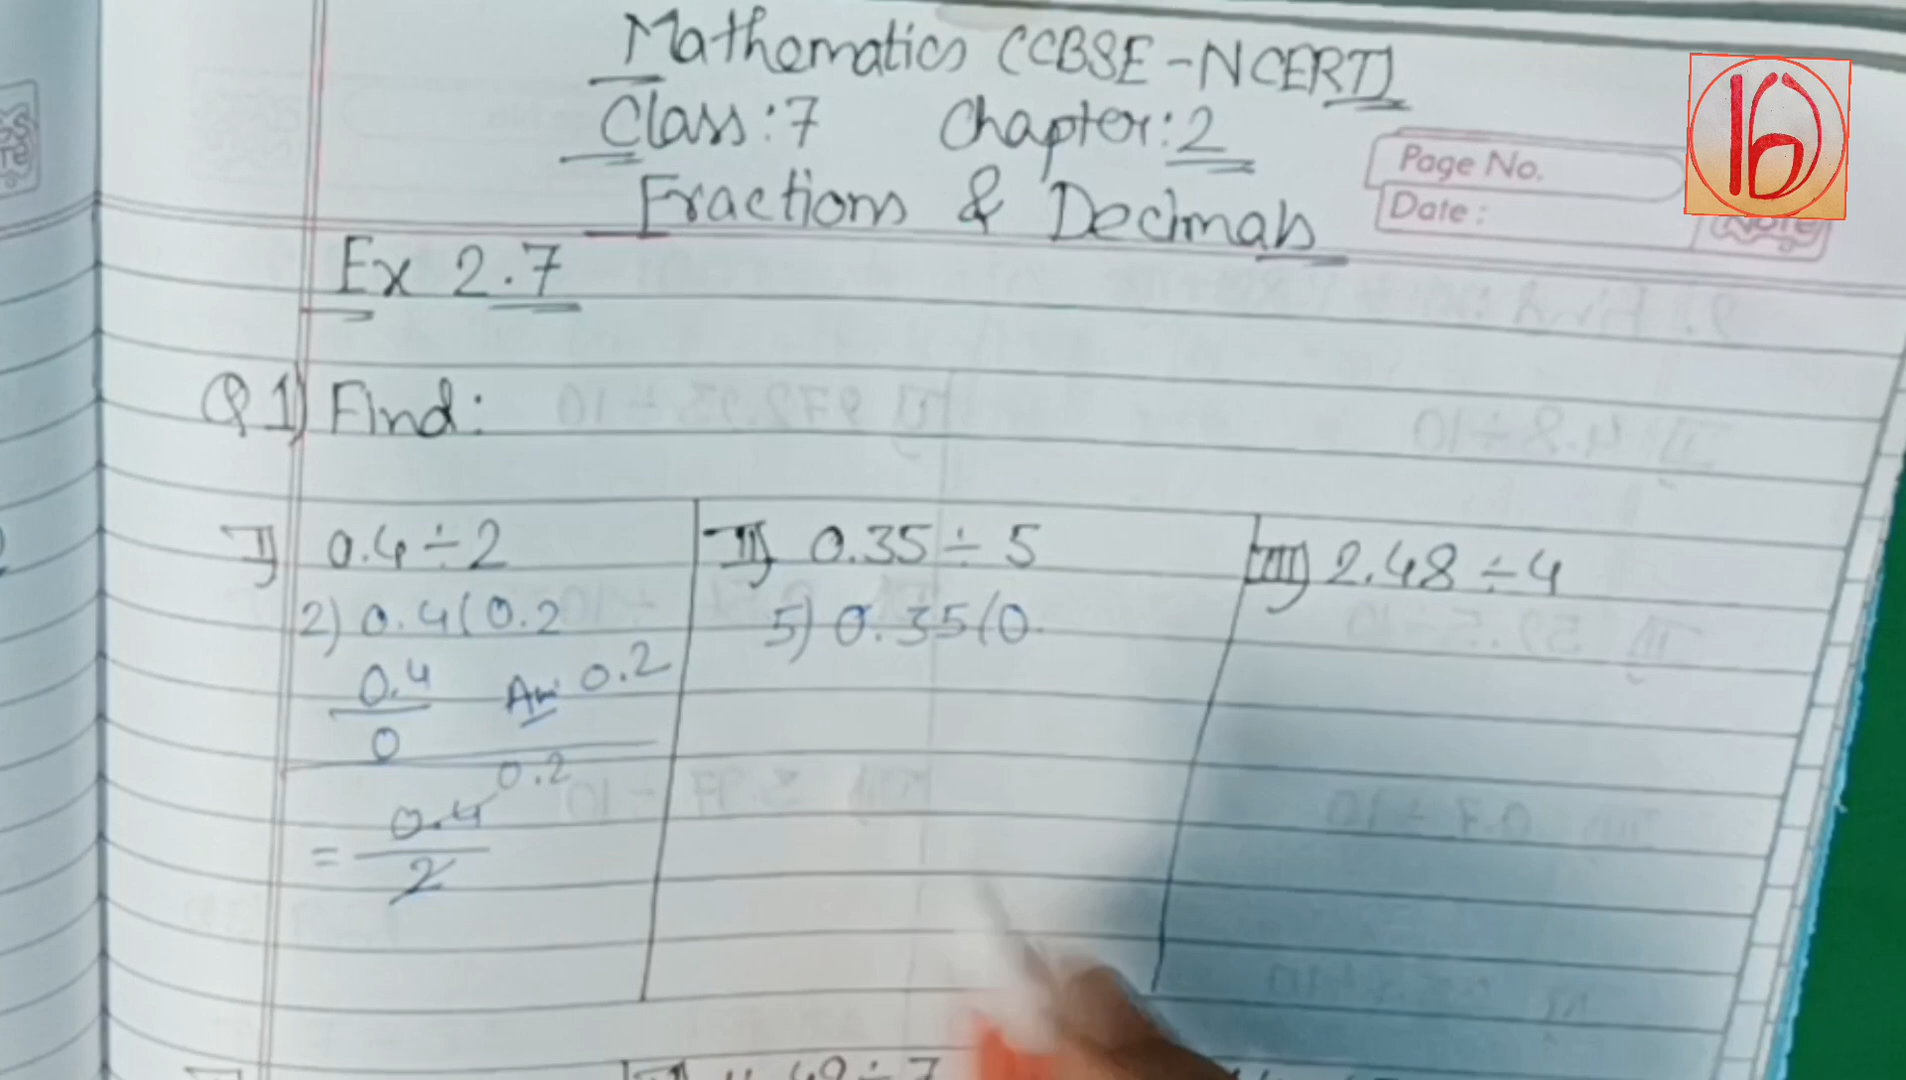 Mathematics (CBSE-NCERT)
Class: 7 Chapter: 2
Fractions & Decimals
Page No.
Date:
Ex 2.7
Q1) Find:
I) 0.4 ÷ 2
2) 0.4 ( 0.2
0.4
0
Ans: 0.2
0.2
= 0.4
2
II) 0.35 ÷ 5
5) 0.35 ( 0.
III) 2.48 ÷ 4